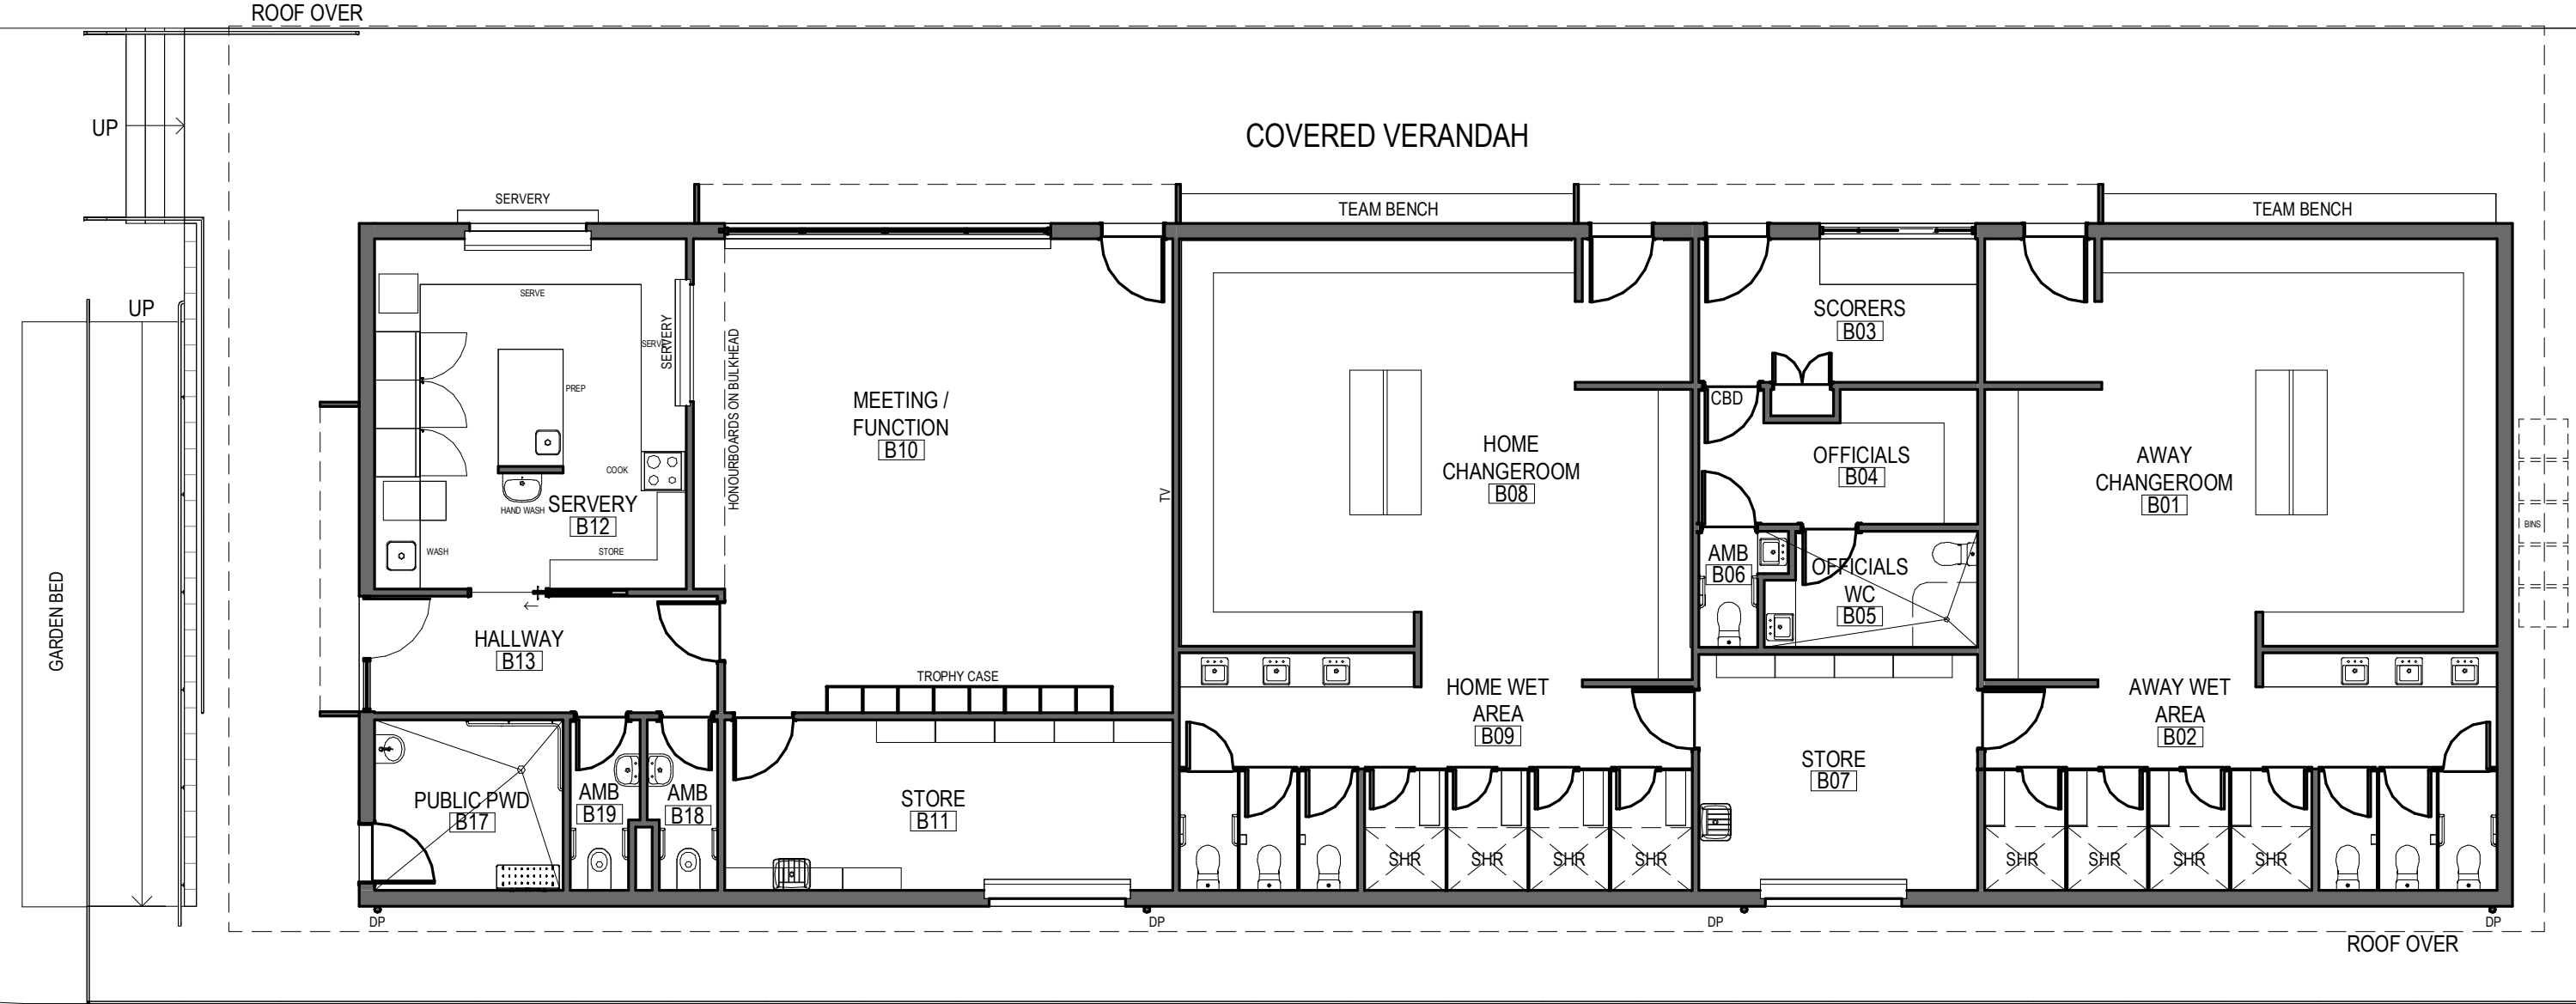 ROOF OVER
UP
COVERED VERANDAH
SERVERY
TEAM BENCH
TEAM BENCH
UP
SERVE
SERVE
SERVERY
HONOURBOARDS ON BULKHEAD
SCORERS
B03
PREP
MEETING /
FUNCTION
B10
CBD
HOME
CHANGEROOM
B08
OFFICIALS
B04
AWAY
CHANGEROOM
B01
COOK
TV
HAND WASH
SERVERY
B12
BINS
WASH
STORE
AMB
B06
OFFICIALS
WC
B05
GARDEN BED
HALLWAY
B13
TROPHY CASE
HOME WET
AREA
B09
AWAY WET
AREA
B02
STORE
B07
PUBLIC PWD
B17
AMB
B19
AMB
B18
STORE
B11
SHR
SHR
SHR
SHR
SHR
SHR
SHR
SHR
DP
DP
DP
DP
ROOF OVER